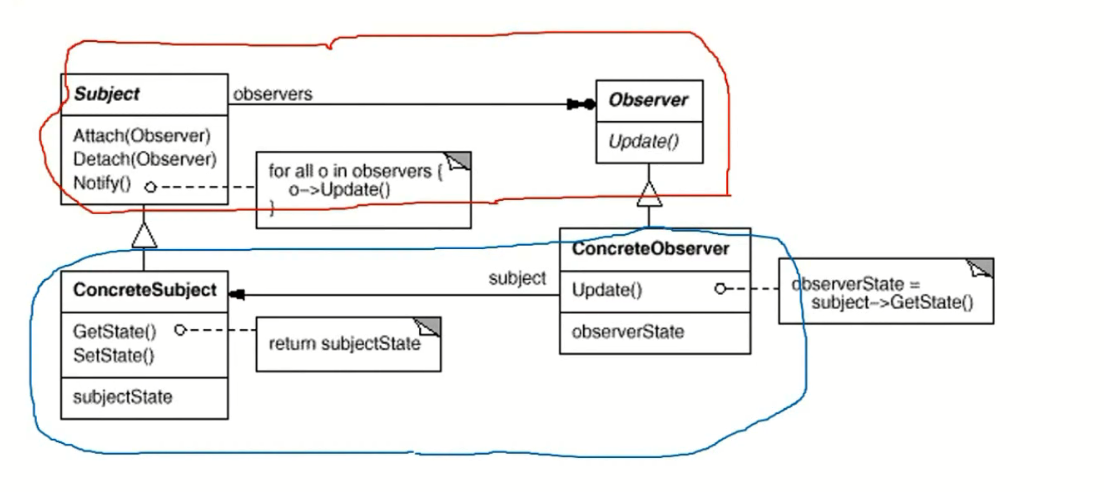 Subject
observers
Observer
Attach(Observer)
Detach(Observer)
Notify()
Update()
for all o in observers {
o->Update()
}
ConcreteSubject
GetState()
SetState()
subjectState
return subjectState
subject
ConcreteObserver
Update()
observerState
observerState =
subject->GetState()